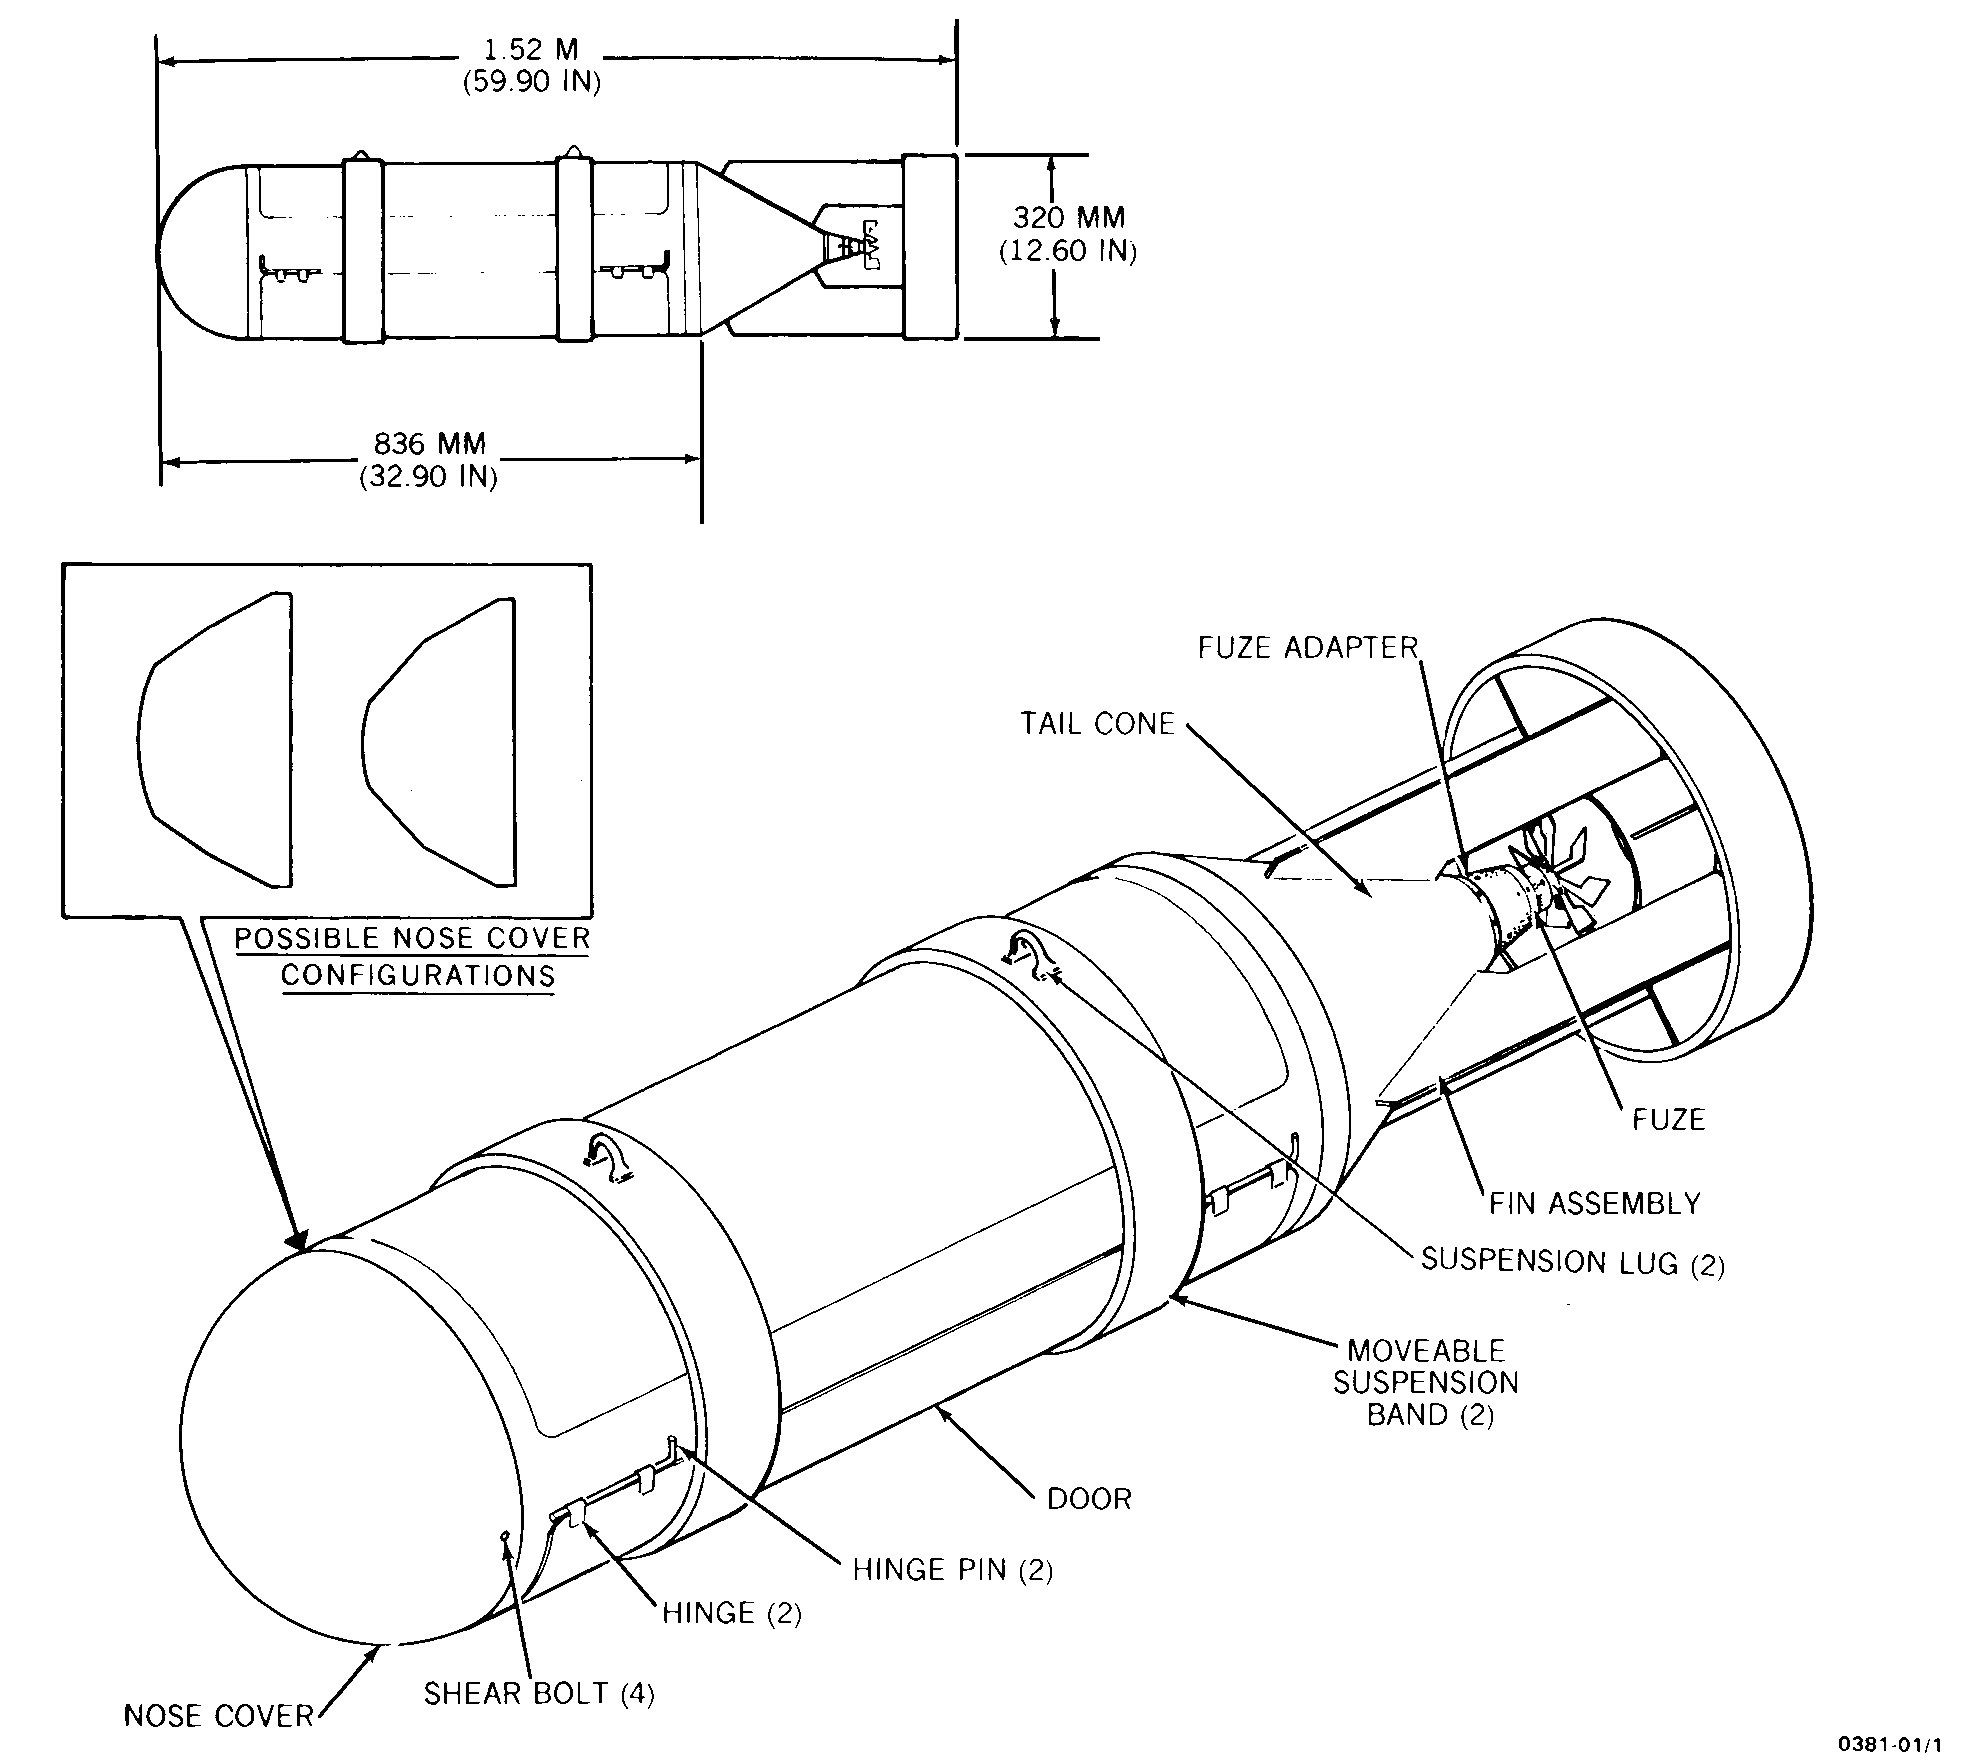 1.52 M
(59.90 IN)
320 MM
(12.60 IN)
836 MM
(32.90 IN)
POSSIBLE NOSE COVER
CONFIGURATIONS
FUZE ADAPTER
TAIL CONE
FUZE
FIN ASSEMBLY
SUSPENSION LUG (2)
MOVEABLE
SUSPENSION
BAND (2)
DOOR
HINGE PIN (2)
HINGE (2)
SHEAR BOLT (4)
NOSE COVER
0381-01/1